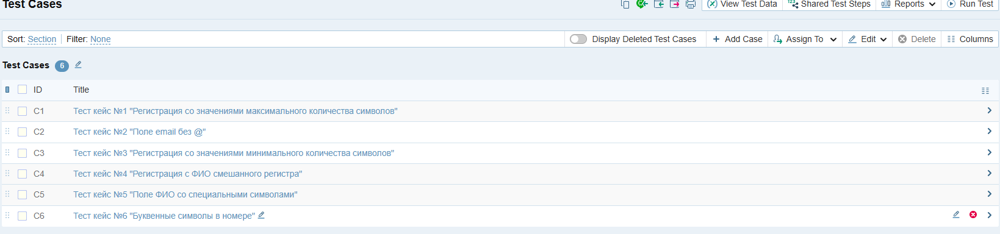 Test Cases
View Test Data Shared Test Steps Reports Run Test
Sort: Section Filter: None Display Deleted Test Cases Add Case Assign To Edit Delete Columns
Test Cases 6
ID Title
C1 Тест кейс №1 "Регистрация со значениями максимального количества символов"
C2 Тест кейс №2 "Поле email без @"
C3 Тест кейс №3 "Регистрация со значениями минимального количества символов"
C4 Тест кейс №4 "Регистрация с ФИО смешанного регистра"
C5 Тест кейс №5 "Поле ФИО со специальными символами"
C6 Тест кейс №6 "Буквенные символы в номере"